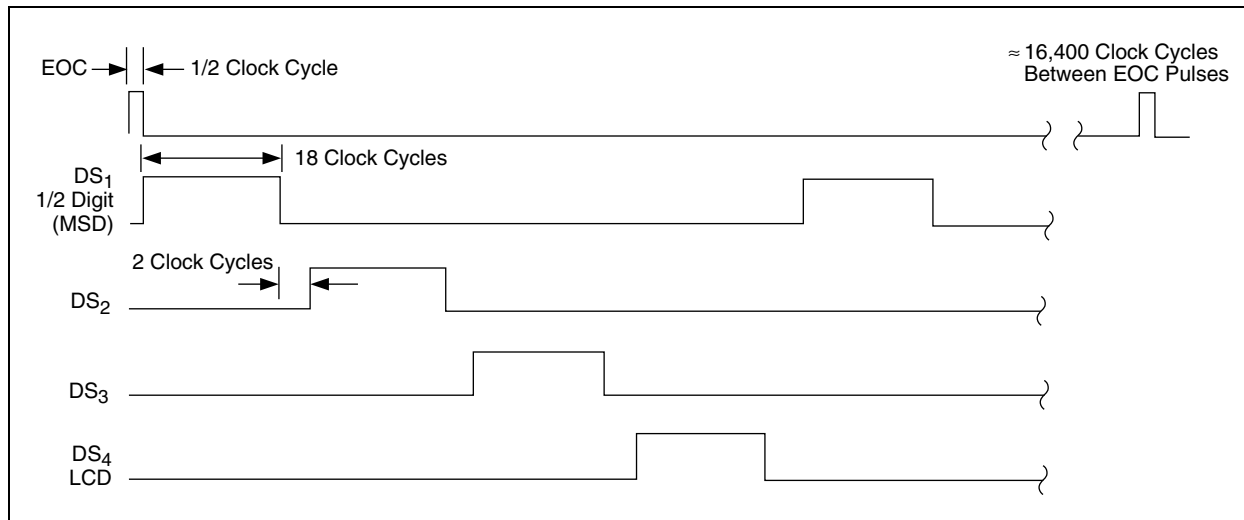 EOC
1/2 Clock Cycle
≈ 16,400 Clock Cycles
Between EOC Pulses
18 Clock Cycles
DS1
1/2 Digit
(MSD)
2 Clock Cycles
DS2
DS3
DS4
LCD